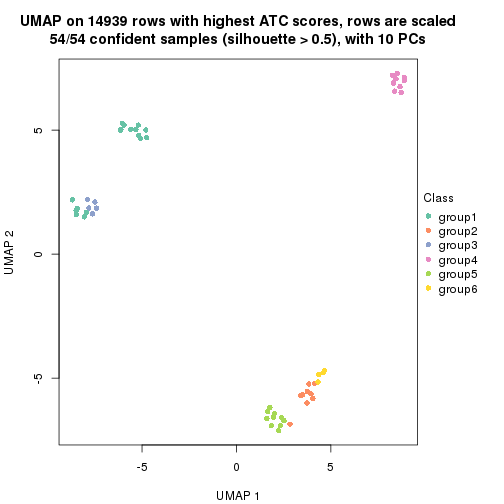 UMAP on 14939 rows with highest ATC scores, rows are scaled
54/54 confident samples (silhouette > 0.5), with 10 PCs
5
0
-5
UMAP 2
-5
0
5
UMAP 1
Class
group1
group2
group3
group4
group5
group6